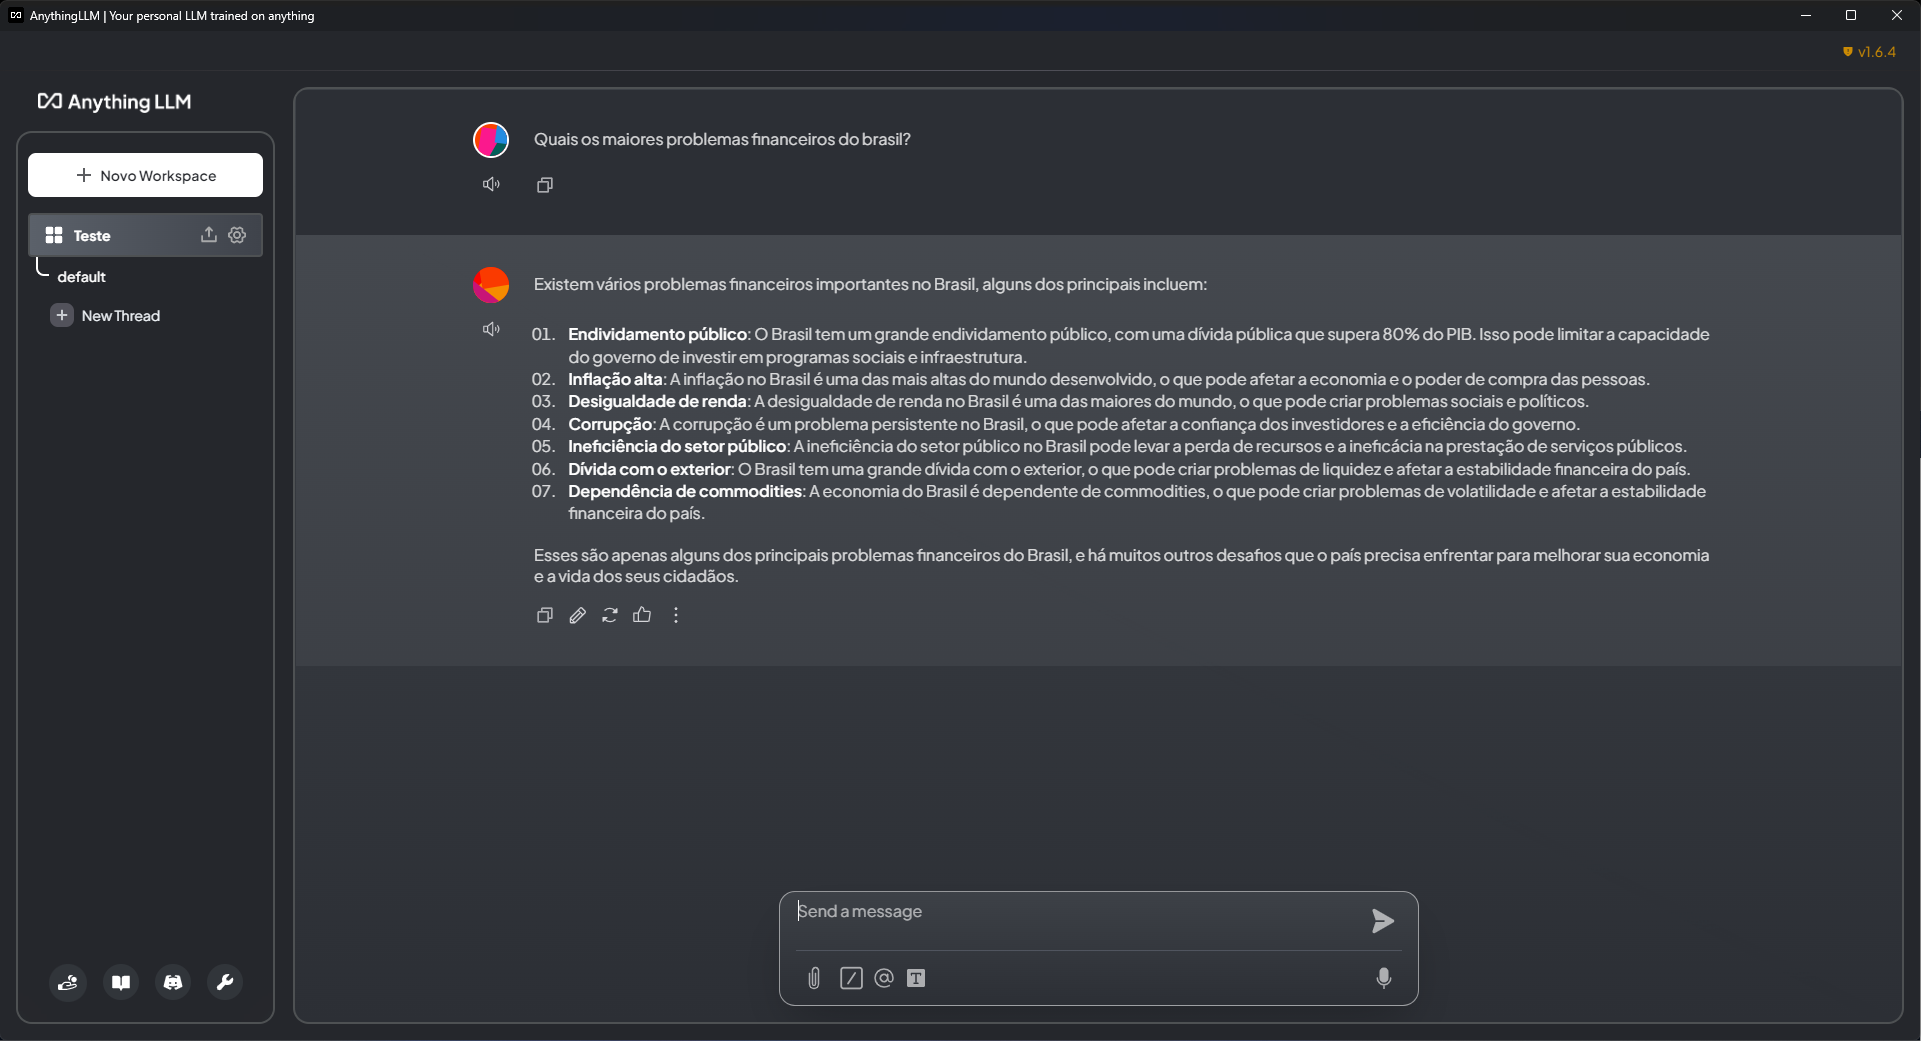 AnythingLLM | Your personal LLM trained on anything
v1.6.4
Anything LLM
Novo Workspace
Teste
default
New Thread
Quais os maiores problemas financeiros do brasil?
Existem vários problemas financeiros importantes no Brasil, alguns dos principais incluem:
01. Endividamento público: O Brasil tem um grande endividamento público, com uma dívida pública que supera 80% do PIB. Isso pode limitar a capacidade
do governo de investir em programas sociais e infraestrutura.
02. Inflação alta: A inflação no Brasil é uma das mais altas do mundo desenvolvido, o que pode afetar a economia e o poder de compra das pessoas.
03. Desigualdade de renda: A desigualdade de renda no Brasil é uma das maiores do mundo, o que pode criar problemas sociais e políticos.
04. Corrupção: A corrupção é um problema persistente no Brasil, o que pode afetar a confiança dos investidores e a eficiência do governo.
05. Ineficiência do setor público: A ineficiência do setor público no Brasil pode levar a perda de recursos e a ineficácia na prestação de serviços públicos.
06. Dívida com o exterior: O Brasil tem uma grande dívida com o exterior, o que pode criar problemas de liquidez e afetar a estabilidade financeira do país.
07. Dependência de commodities: A economia do Brasil é dependente de commodities, o que pode criar problemas de volatilidade e afetar a estabilidade
financeira do país.
Esses são apenas alguns dos principais problemas financeiros do Brasil, e há muitos outros desafios que o país precisa enfrentar para melhorar sua economia
e a vida dos seus cidadãos.
Send a message